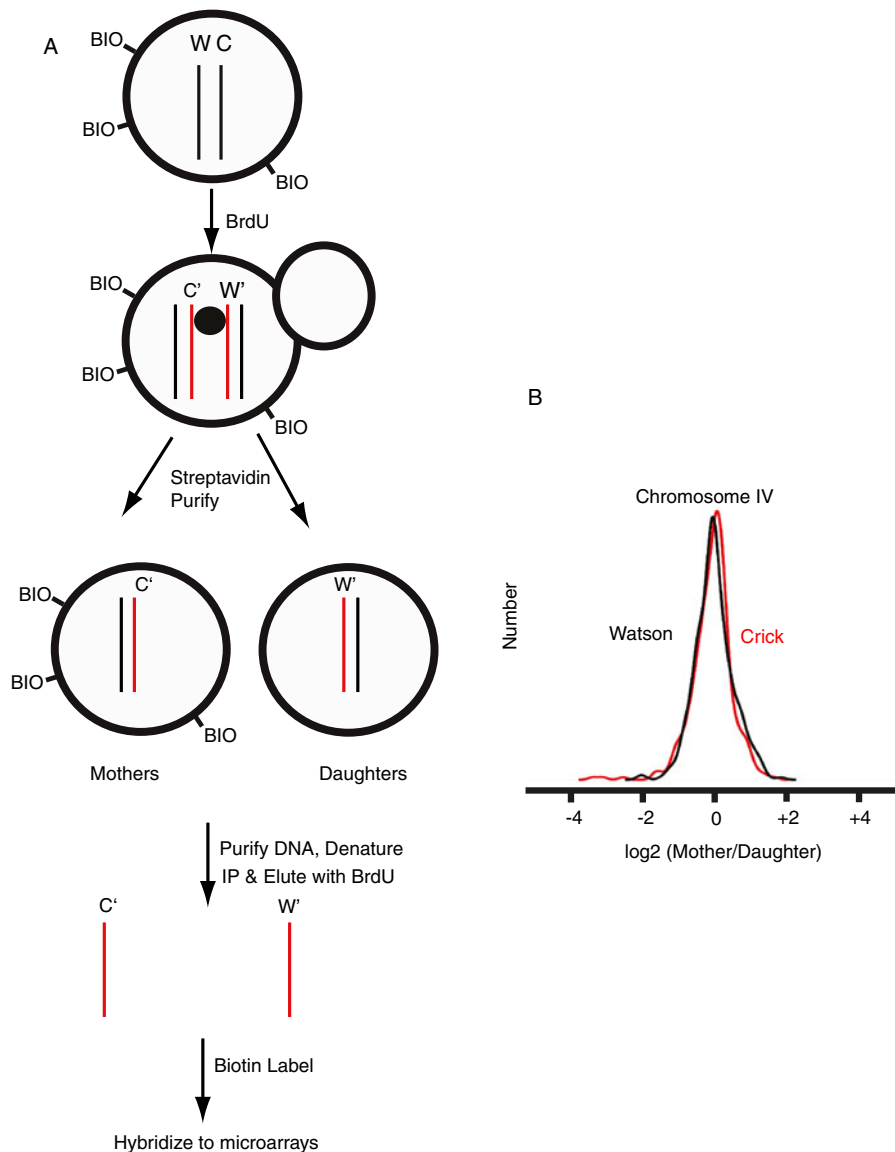 A
BIO
W C
BIO
BIO
BrdU
BIO
C’ W’
BIO
BIO
Streptavidin
Purify
BIO
C‘
W’
BIO
BIO
Mothers
Daughters
Purify DNA, Denature
IP & Elute with BrdU
C‘
W’
Biotin Label
Hybridize to microarrays
B
Chromosome IV
Number
Watson
Crick
-4 -2 0 +2 +4
log2 (Mother/Daughter)